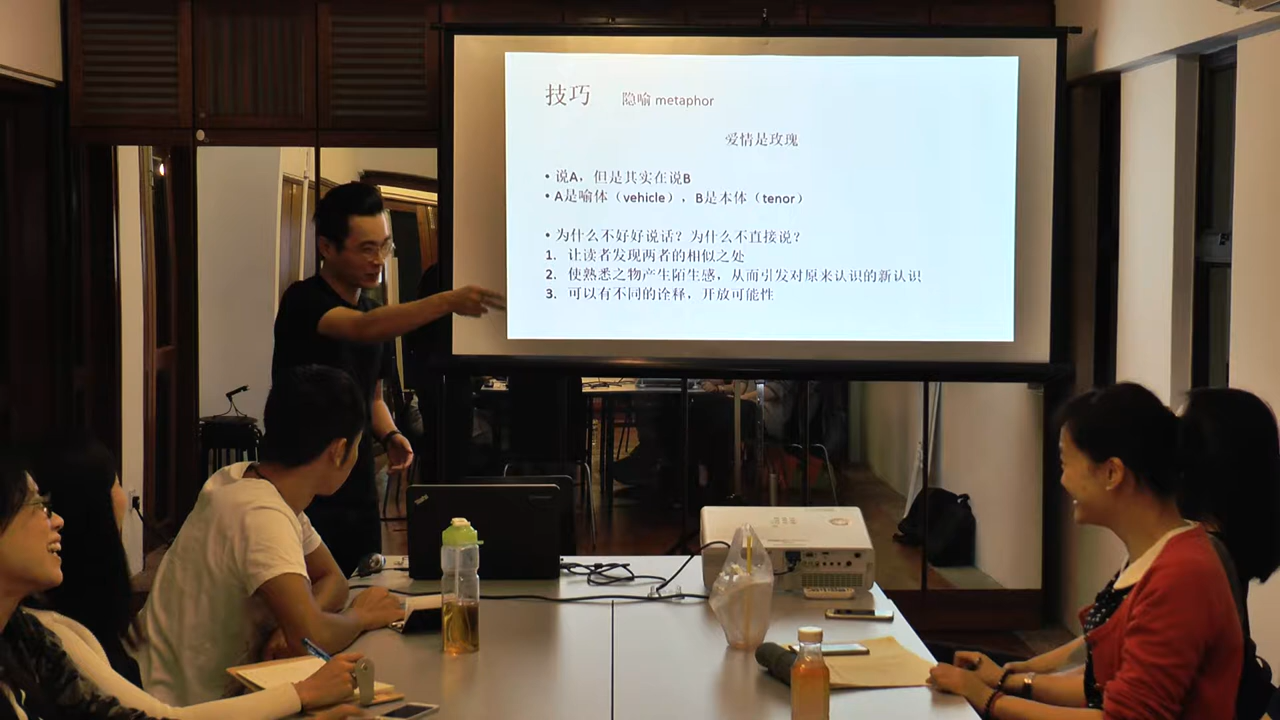 技巧 隐喻 metaphor
爱情是玫瑰
• 说A，但是其实在说B
• A是喻体（vehicle），B是本体（tenor）
• 为什么不好好说话？为什么不直接说？
1. 让读者发现两者的相似之处
2. 使熟悉之物产生陌生感，从而引发对原来认识的新认识
3. 可以有不同的诠释，开放可能性